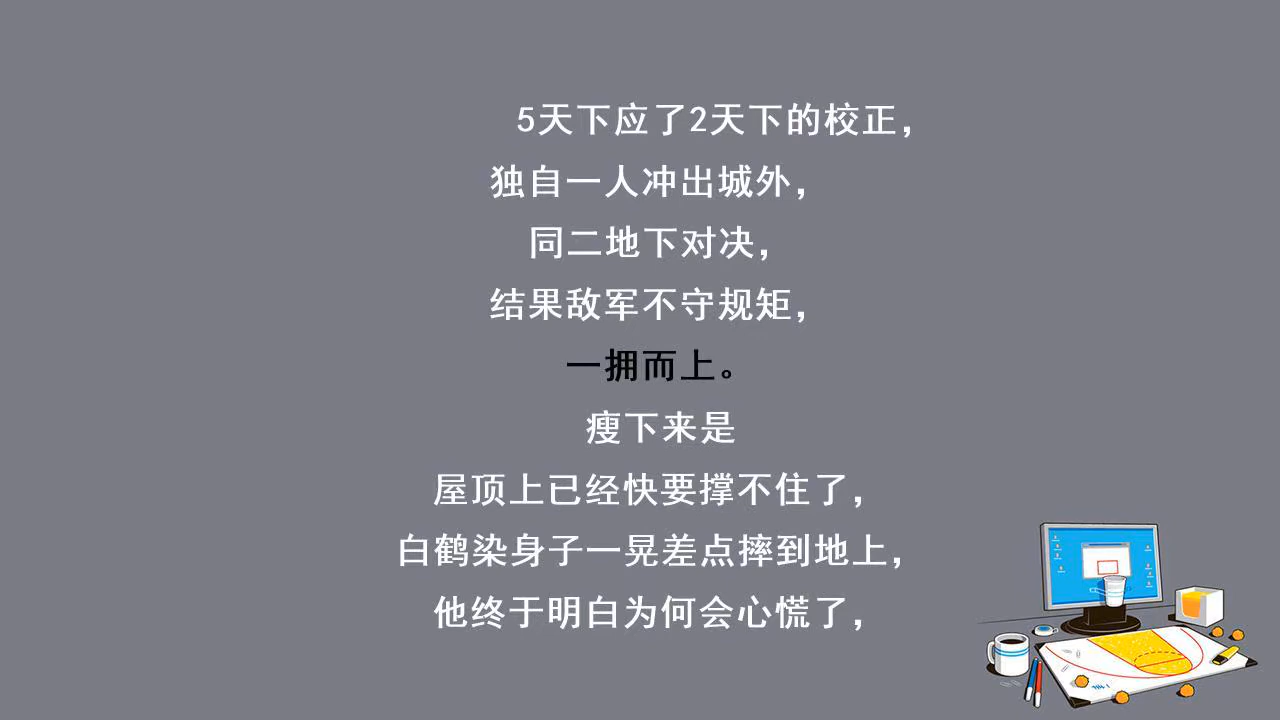 5天下应了2天下的校正，
独自一人冲出城外，
同二地下对决，
结果敌军不守规矩，
一拥而上。
瘦下来是
屋顶上已经快要撑不住了，
白鹤染身子一晃差点摔到地上，
他终于明白为何会心慌了，